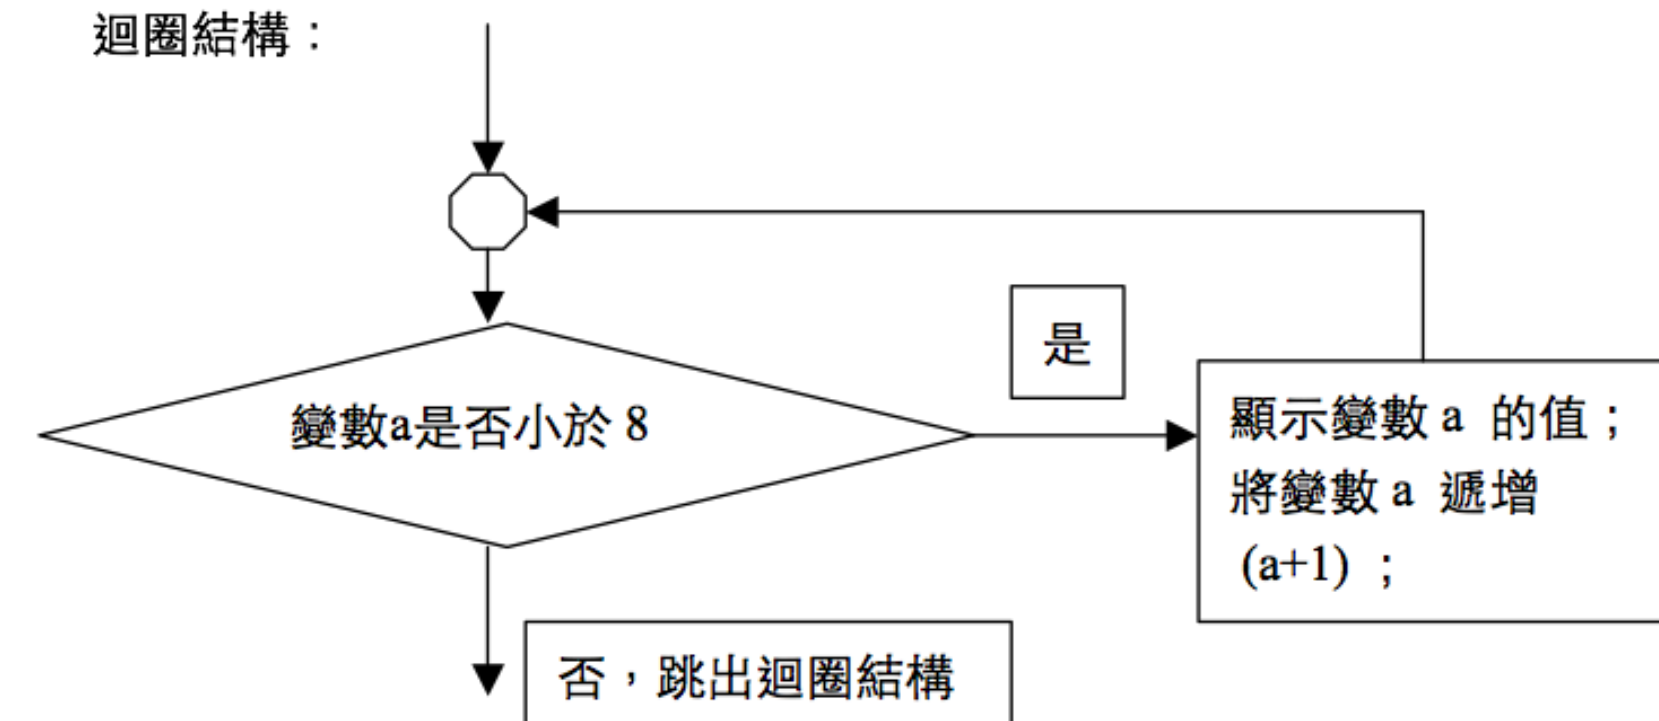 迴圈結構：
是
變數a是否小於 8
顯示變數 a 的值；
將變數 a 遞增
(a+1) ；
否，跳出迴圈結構